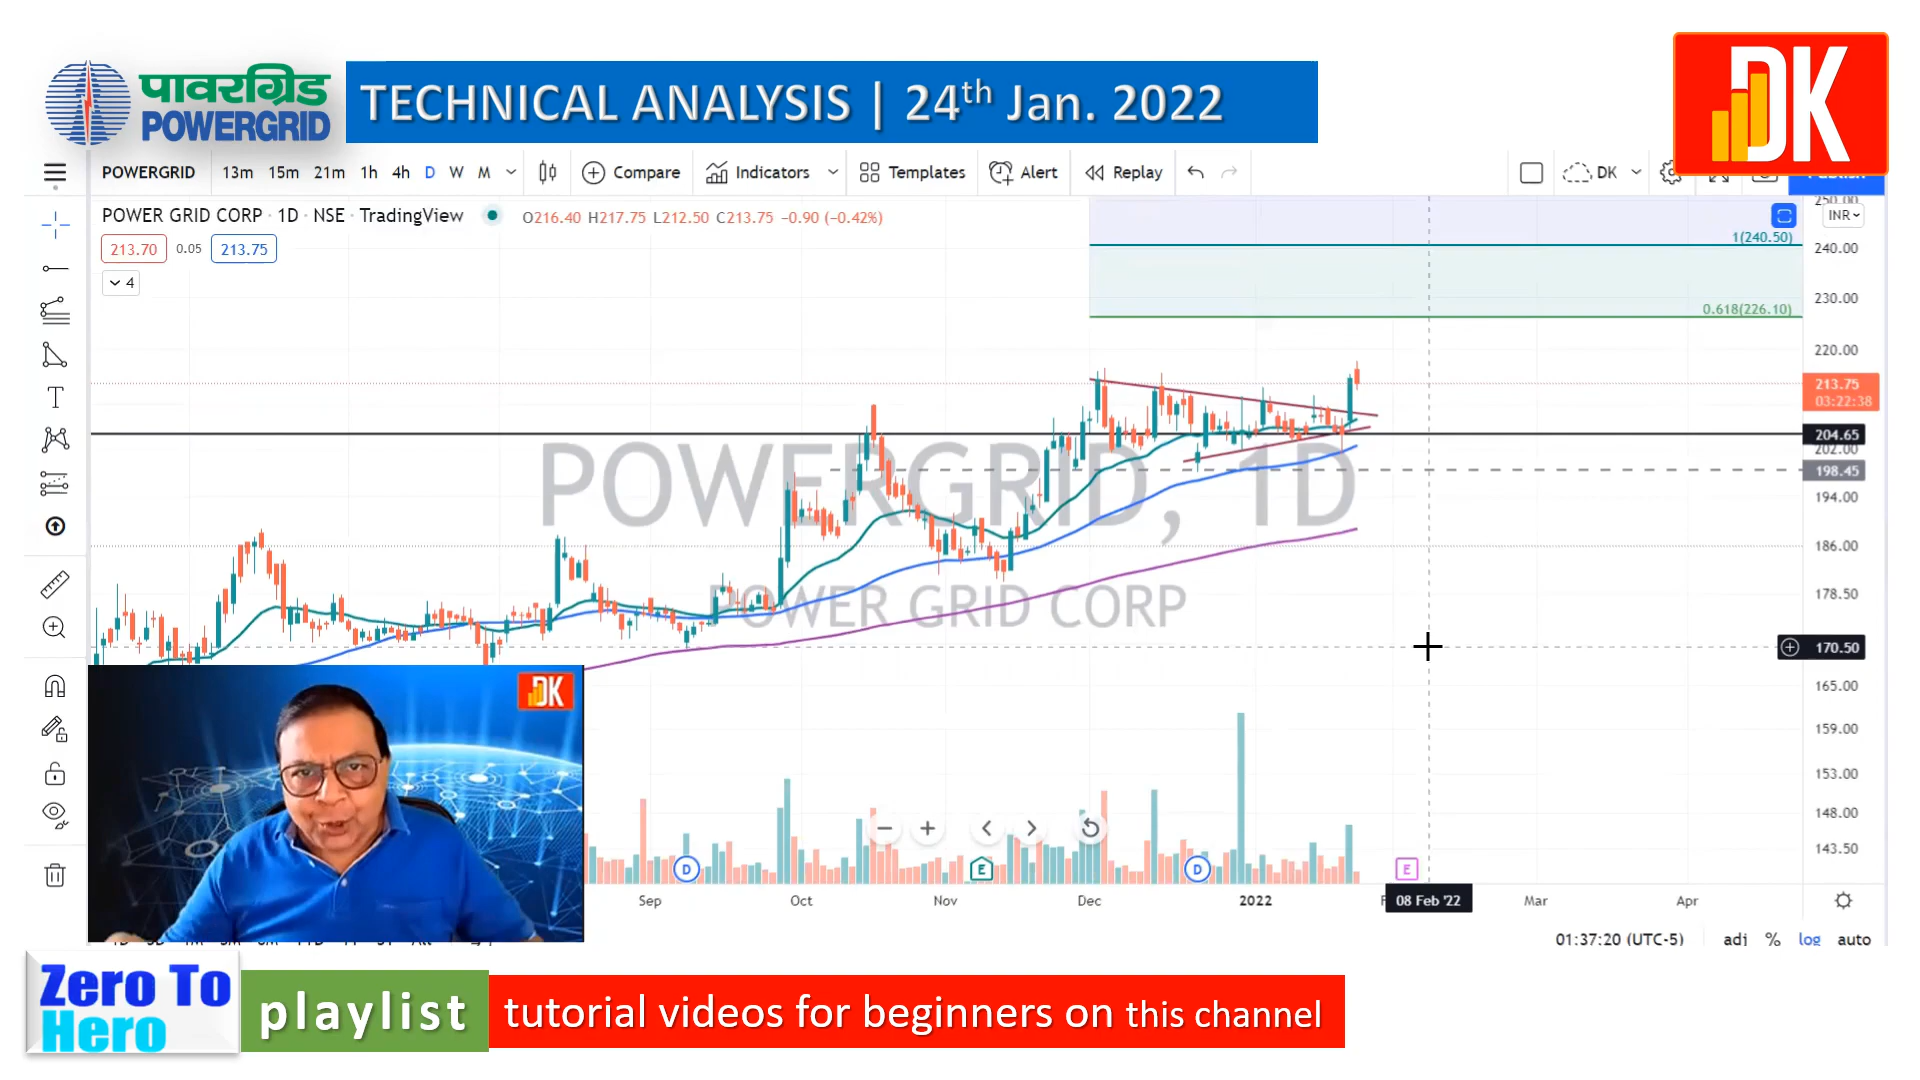 पावरग्रिड
POWERGRID
TECHNICAL ANALYSIS | 24th Jan. 2022
DK
POWERGRID 13m 15m 21m 1h 4h D W M Compare Indicators Templates Alert Replay DK
POWER GRID CORP · 1D · NSE · TradingView O216.40 H217.75 L212.50 C213.75 −0.90 (−0.42%)
INR
213.70 0.05 213.75
4
1(240.50)
240.00
230.00
0.618(226.10)
220.00
213.75
03:22:38
204.65
202.00
198.45
194.00
186.00
178.50
170.50
165.00
159.00
153.00
148.00
143.50
POWERGRID, 1D
POWER GRID CORP
DK
D E D E
Sep Oct Nov Dec 2022 08 Feb '22 Mar Apr
01:37:20 (UTC-5) adj % log auto
Zero To
Hero
playlist
tutorial videos for beginners on this channel